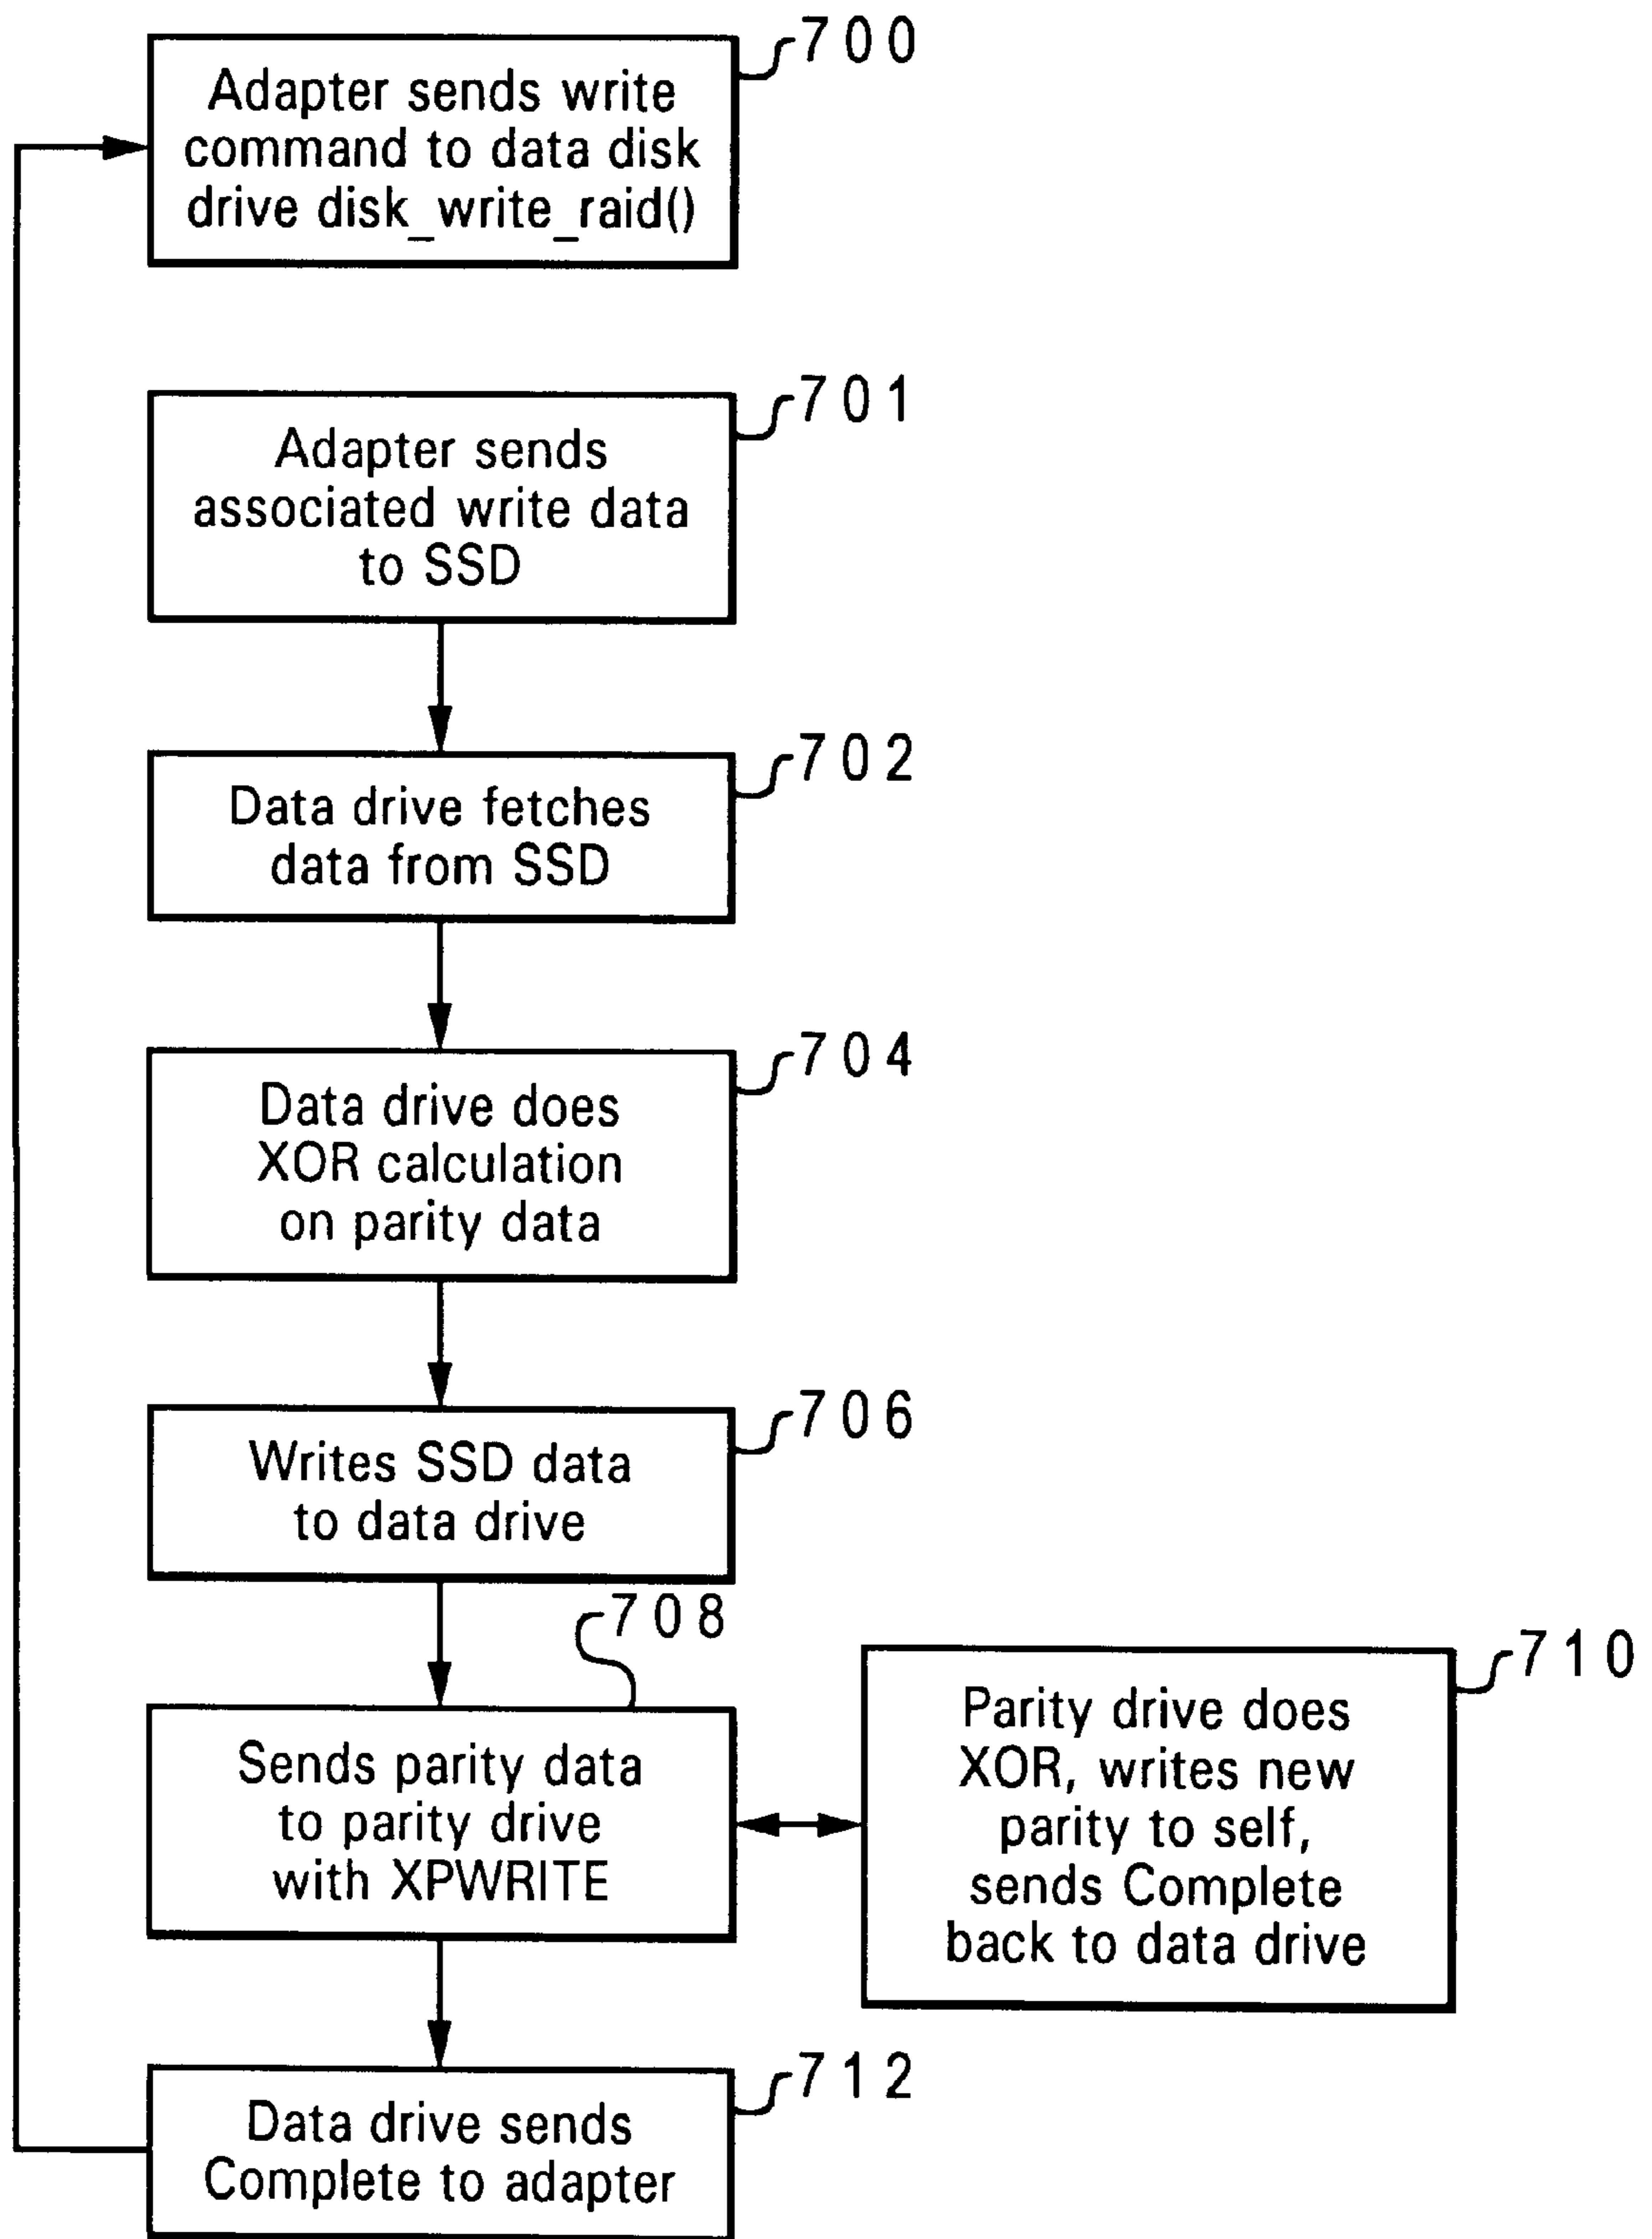 700
Adapter sends write
command to data disk
drive disk_write_raid()
701
Adapter sends
associated write data
to SSD
702
Data drive fetches
data from SSD
704
Data drive does
XOR calculation
on parity data
706
Writes SSD data
to data drive
708
Sends parity data
to parity drive
with XPWRITE
710
Parity drive does
XOR, writes new
parity to self,
sends Complete
back to data drive
712
Data drive sends
Complete to adapter